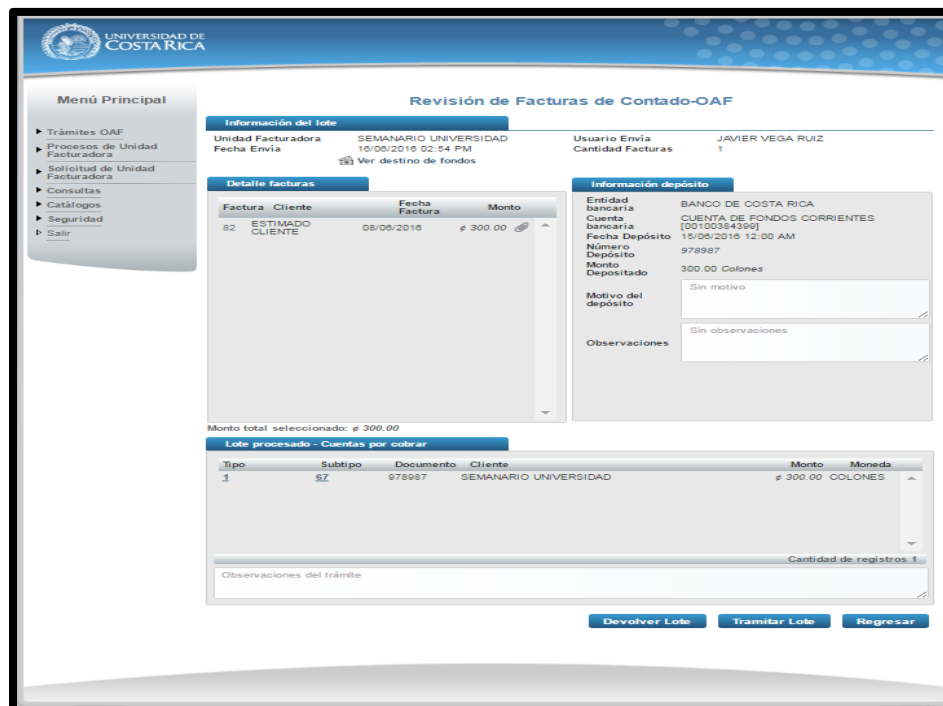 UNIVERSIDAD DE
COSTA RICA
Menú Principal
Trámites OAF
Procesos de Unidad
Facturadora
Solicitud de Unidad
Facturadora
Consultas
Catálogos
Seguridad
Salir
Revisión de Facturas de Contado-OAF
Información del lote
Unidad Facturadora SEMANARIO UNIVERSIDAD Usuario Envía JAVIER VEGA RUIZ
Fecha Envía 16/06/2016 02:54 PM Cantidad Facturas 1
Ver destino de fondos
Detalle facturas
Factura Cliente Fecha Factura Monto
82 ESTIMADO CLIENTE 08/06/2016 ¢ 300.00
Monto total seleccionado: ¢ 300.00
Información depósito
Entidad bancaria BANCO DE COSTA RICA
Cuenta bancaria CUENTA DE FONDOS CORRIENTES [00100384399]
Fecha Depósito 15/06/2016 12:00 AM
Número Depósito 978987
Monto Depositado 300.00 Colones
Motivo del depósito Sin motivo
Observaciones Sin observaciones
Lote procesado - Cuentas por cobrar
Tipo Subtipo Documento Cliente Monto Moneda
1 67 978987 SEMANARIO UNIVERSIDAD ¢ 300.00 COLONES
Cantidad de registros 1
Observaciones del trámite
Devolver Lote Tramitar Lote Regresar